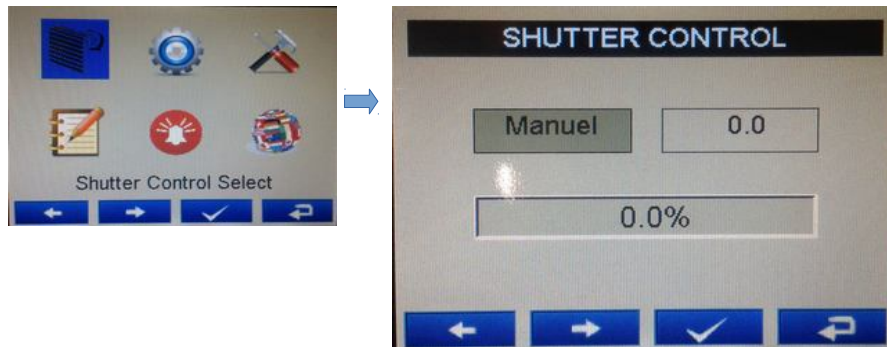 Shutter Control Select
SHUTTER CONTROL
Manuel
0.0
0.0%